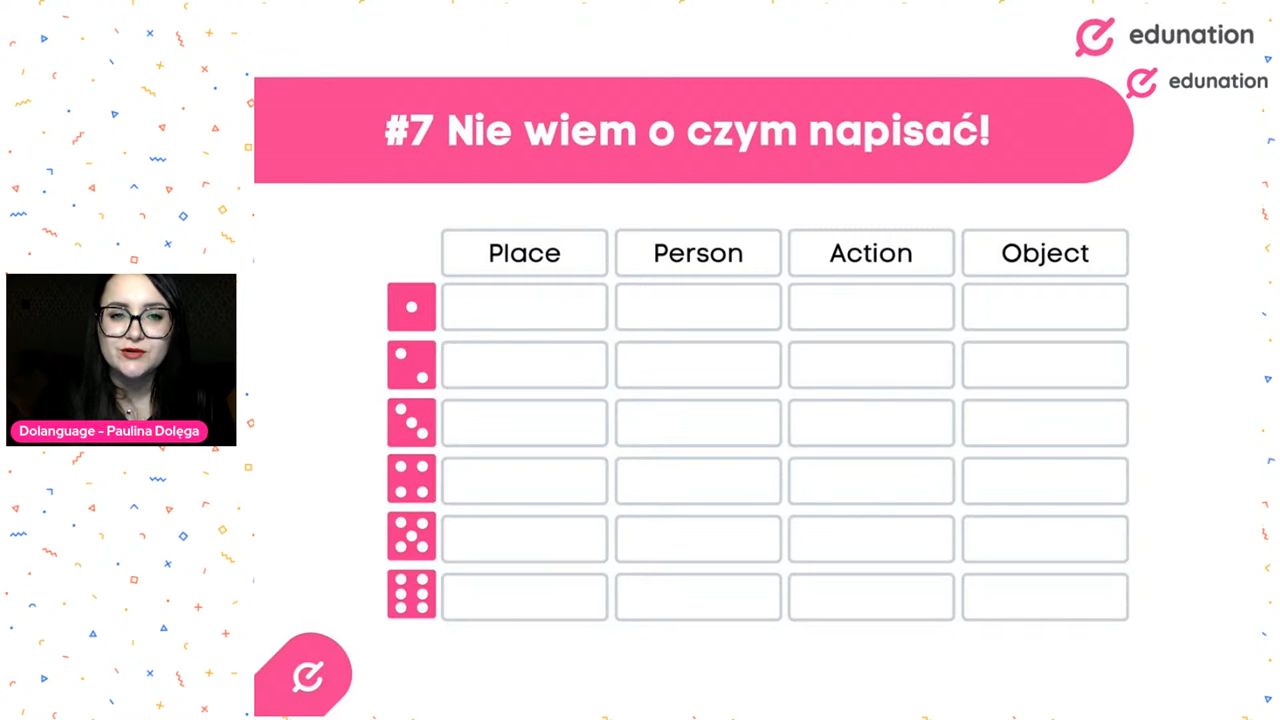 edunation
edunation
#7 Nie wiem o czym napisać!
Place Person Action Object
Dolanguage - Paulina Dolęga